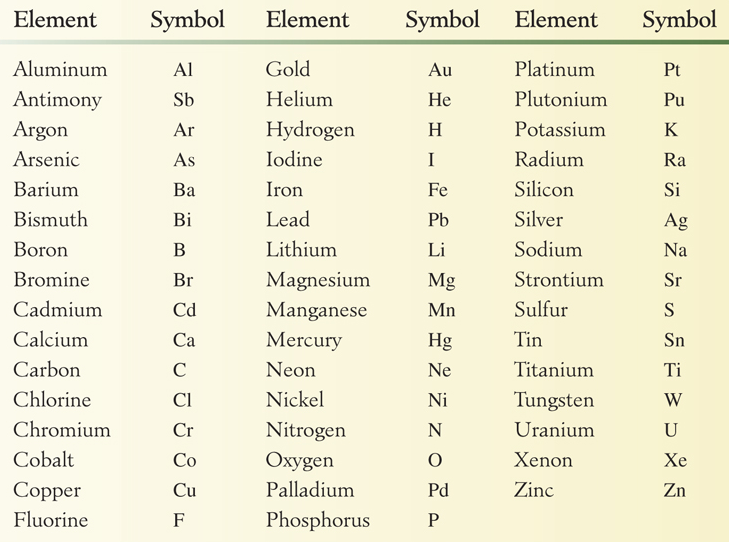 Element Symbol Element Symbol Element Symbol
Aluminum Al Gold Au Platinum Pt
Antimony Sb Helium He Plutonium Pu
Argon Ar Hydrogen H Potassium K
Arsenic As Iodine I Radium Ra
Barium Ba Iron Fe Silicon Si
Bismuth Bi Lead Pb Silver Ag
Boron B Lithium Li Sodium Na
Bromine Br Magnesium Mg Strontium Sr
Cadmium Cd Manganese Mn Sulfur S
Calcium Ca Mercury Hg Tin Sn
Carbon C Neon Ne Titanium Ti
Chlorine Cl Nickel Ni Tungsten W
Chromium Cr Nitrogen N Uranium U
Cobalt Co Oxygen O Xenon Xe
Copper Cu Palladium Pd Zinc Zn
Fluorine F Phosphorus P